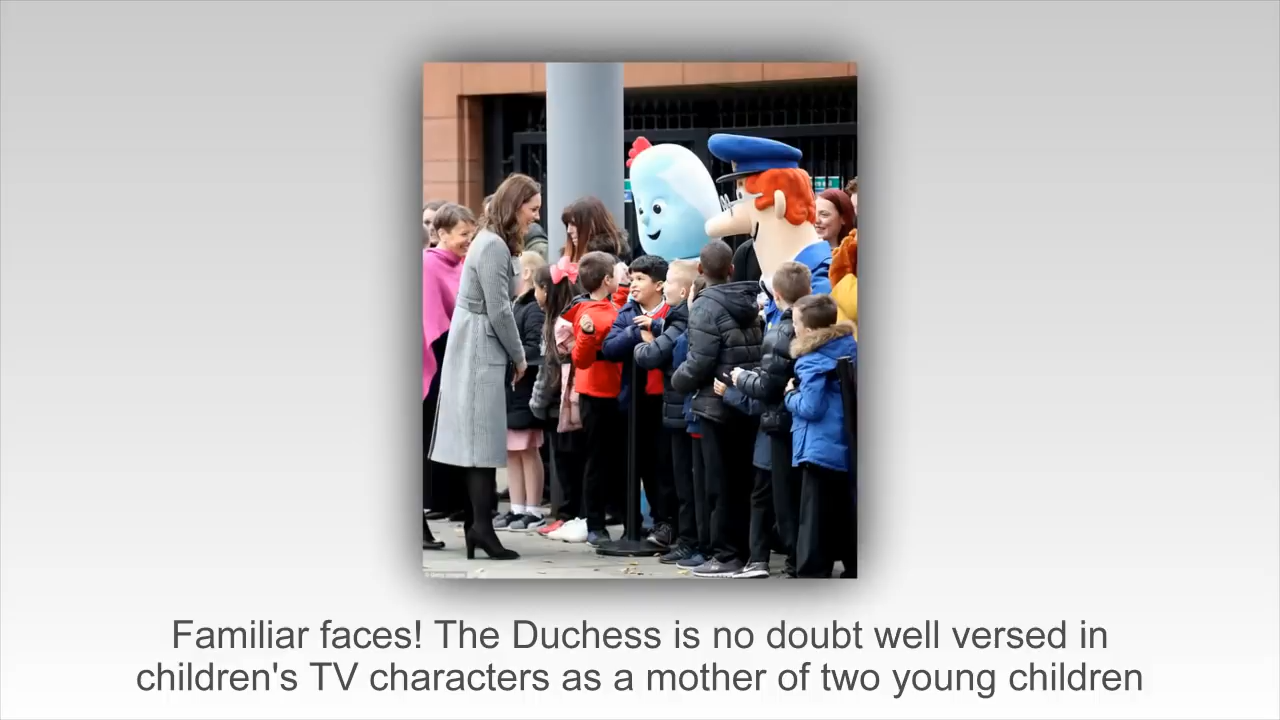 Familiar faces! The Duchess is no doubt well versed in
children's TV characters as a mother of two young children